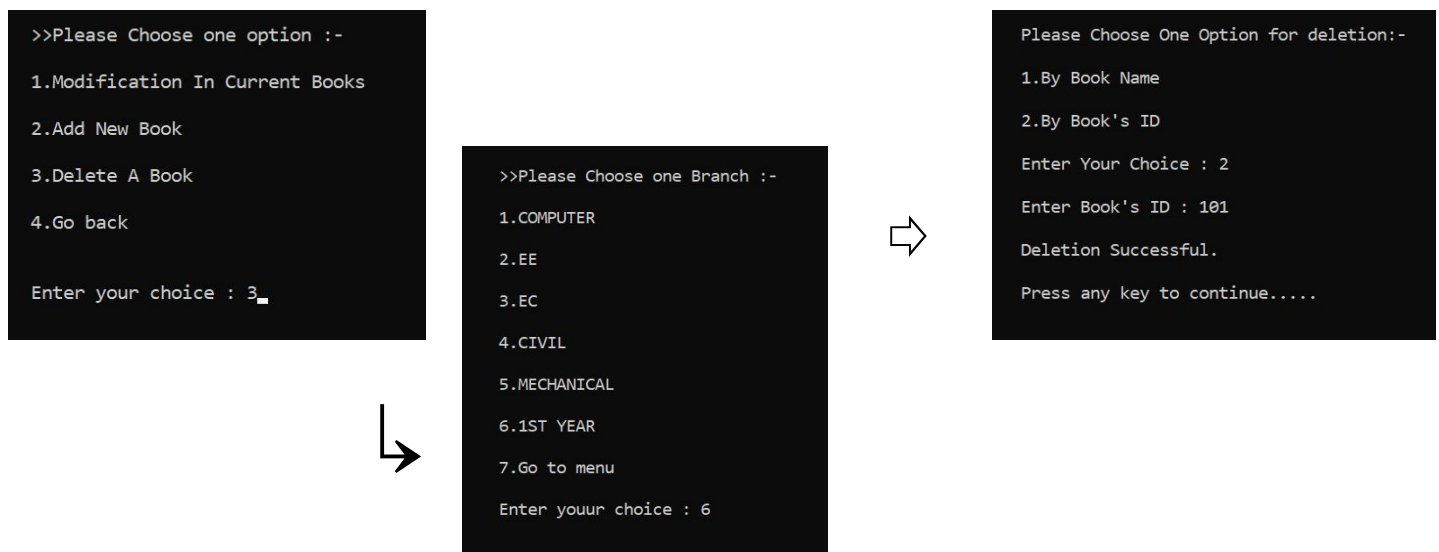 >>Please Choose one option :-
1.Modification In Current Books
2.Add New Book
3.Delete A Book
4.Go back
Enter your choice : 3
>>Please Choose one Branch :-
1.COMPUTER
2.EE
3.EC
4.CIVIL
5.MECHANICAL
6.1ST YEAR
7.Go to menu
Enter youur choice : 6
Please Choose One Option for deletion:-
1.By Book Name
2.By Book's ID
Enter Your Choice : 2
Enter Book's ID : 101
Deletion Successful.
Press any key to continue.....